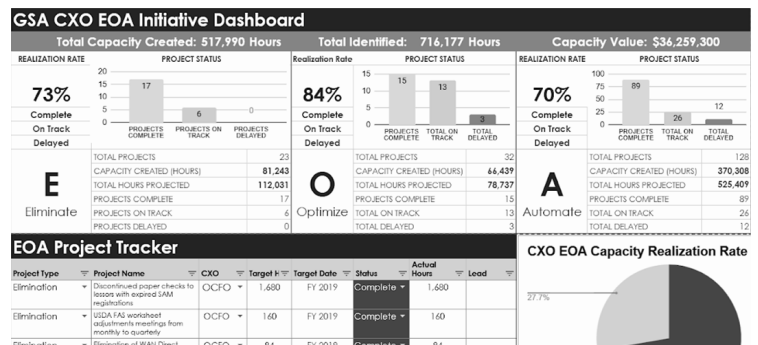 GSA CXO EOA Initiative Dashboard
Total Capacity Created: 517,990 Hours Total Identified: 716,177 Hours Capacity Value: $36,259,300
REALIZATION RATE PROJECT STATUS Realization Rate PROJECT STATUS REALIZATION RATE PROJECT STATUS
73%
Complete
On Track
Delayed
20
15
10
5
0
17
6
0
PROJECTS COMPLETE PROJECTS ON TRACK PROJECTS DELAYED
84%
Complete
On Track
Delayed
15
10
5
0
15
13
3
PROJECTS COMPLETE TOTAL ON TRACK TOTAL DELAYED
70%
Complete
On Track
Delayed
100
75
50
25
0
89
26
12
PROJECTS COMPLETE TOTAL ON TRACK TOTAL DELAYED
E
Eliminate
TOTAL PROJECTS 23
CAPACITY CREATED (HOURS) 81,243
TOTAL HOURS PROJECTED 112,031
PROJECTS COMPLETE 17
PROJECTS ON TRACK 6
PROJECTS DELAYED 0
O
Optimize
TOTAL PROJECTS 32
CAPACITY CREATED (HOURS) 66,439
TOTAL HOURS PROJECTED 78,737
PROJECTS COMPLETE 15
TOTAL ON TRACK 13
TOTAL DELAYED 3
A
Automate
TOTAL PROJECTS 128
CAPACITY CREATED (HOURS) 370,308
TOTAL HOURS PROJECTED 525,409
PROJECTS COMPLETE 89
TOTAL ON TRACK 26
TOTAL DELAYED 12
EOA Project Tracker
Project Type Project Name CXO Target H Target Date Status Actual Hours Lead
Elimination Discontinued paper checks to OCFO 1,680 FY 2019 Complete 1,680
lessors with expired SAM
registrations
Elimination USDA FAS worksheet OCFO 160 FY 2019 Complete 160
adjustments meetings from
monthly to quarterly
CXO EOA Capacity Realization Rate
27.7%